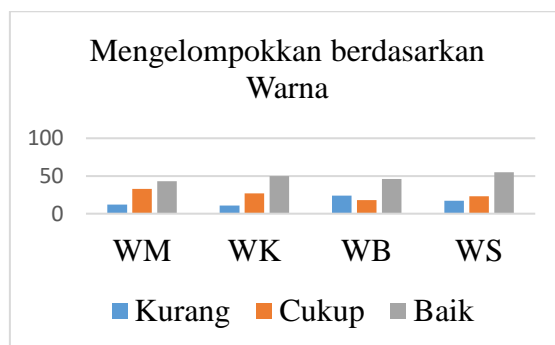 Mengelompokkan berdasarkan
Warna
100
50
0
WM WK WB WS
Kurang Cukup Baik